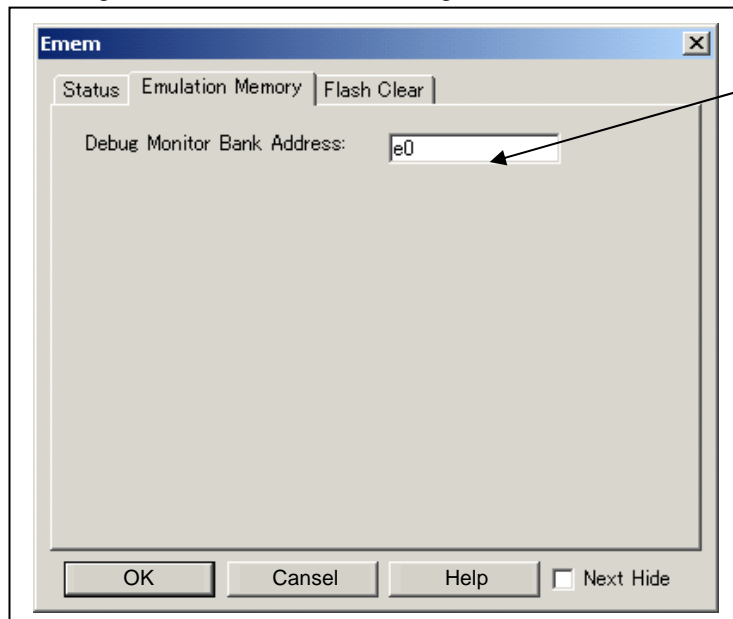 Emem
Status Emulation Memory Flash Clear
Debug Monitor Bank Address: e0
OK Cansel Help Next Hide